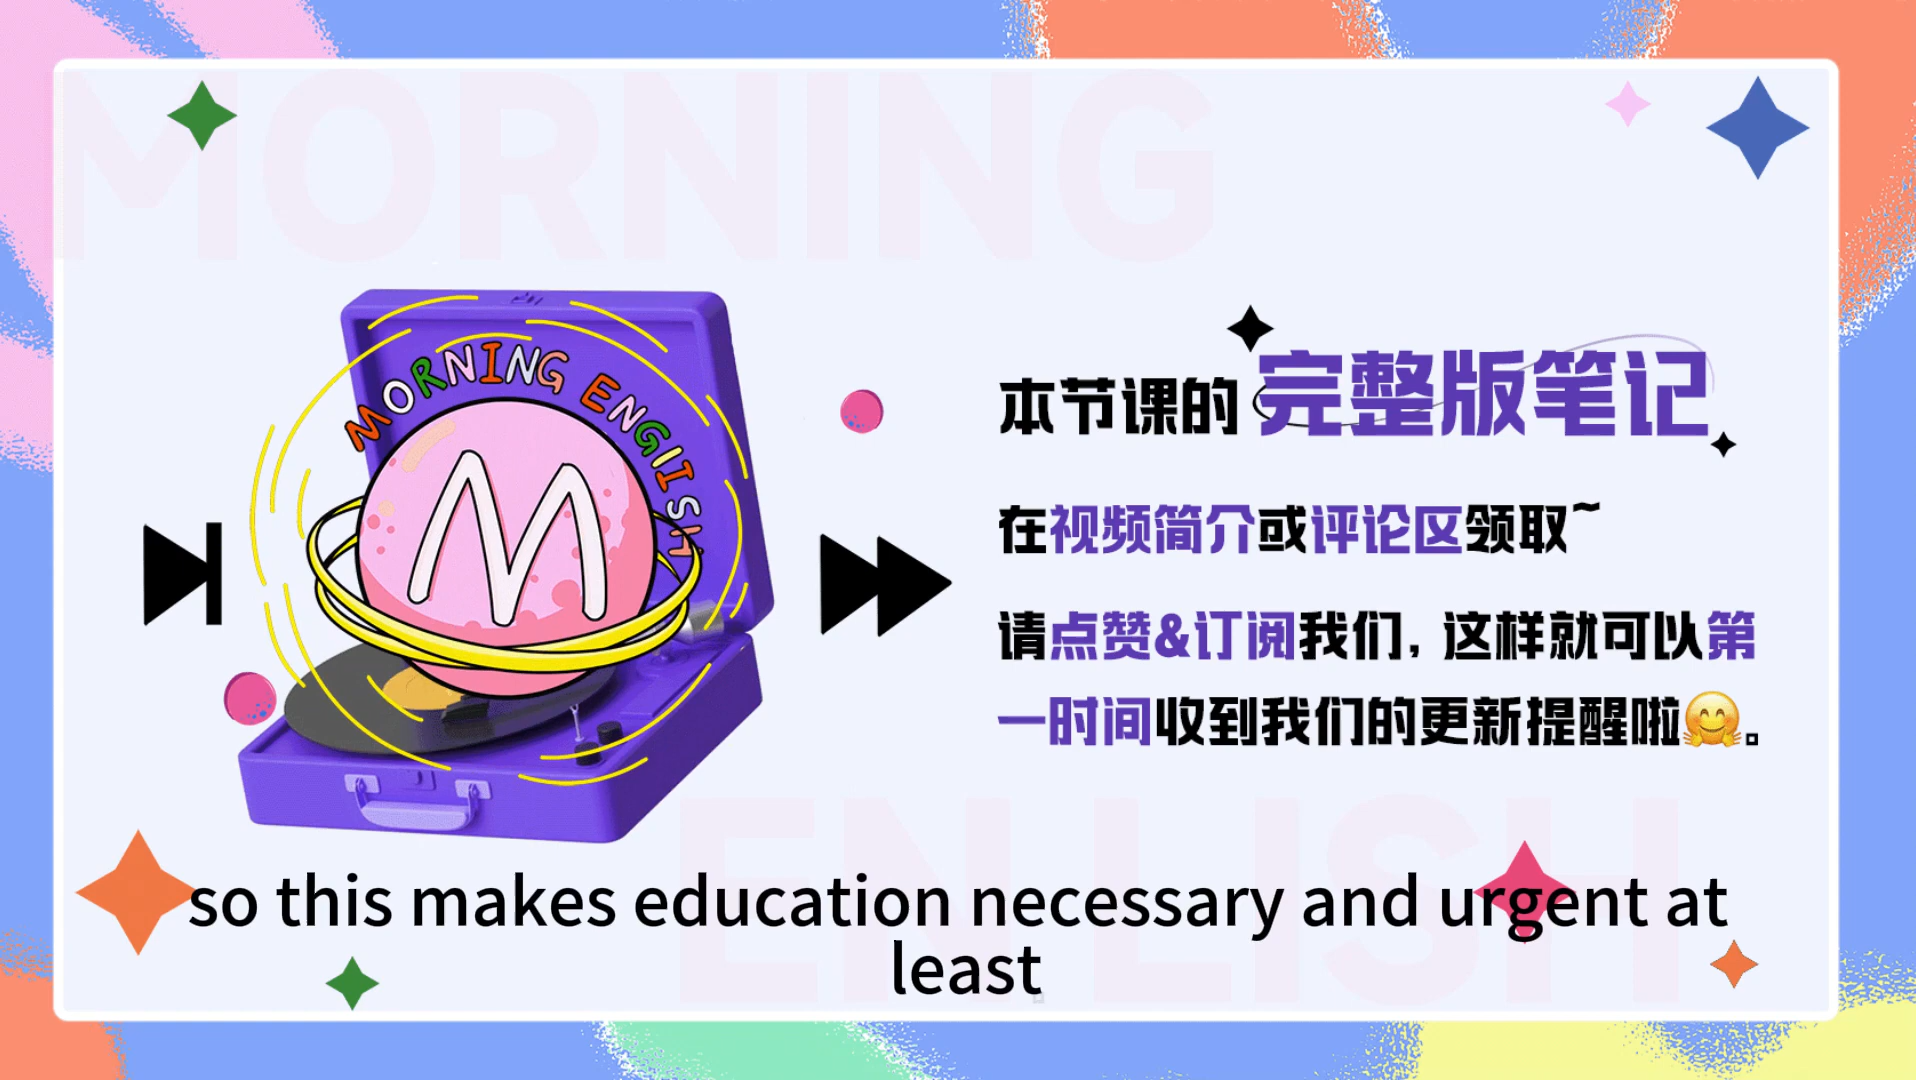 MORNING
MORNING ENGlISH
M
本节课的 完整版笔记
在视频简介或评论区领取~
请点赞&订阅我们，这样就可以第
一时间收到我们的更新提醒啦🤗。
EN LISH
so this makes education necessary and urgent at
least